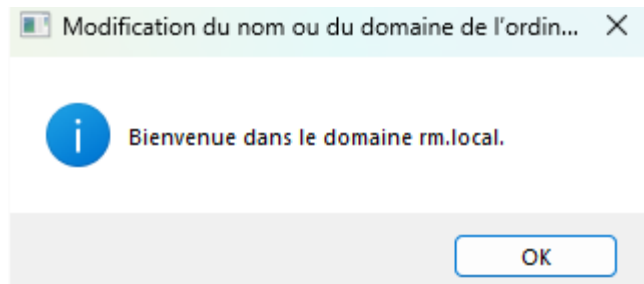 Modification du nom ou du domaine de l'ordin...
Bienvenue dans le domaine rm.local.
OK